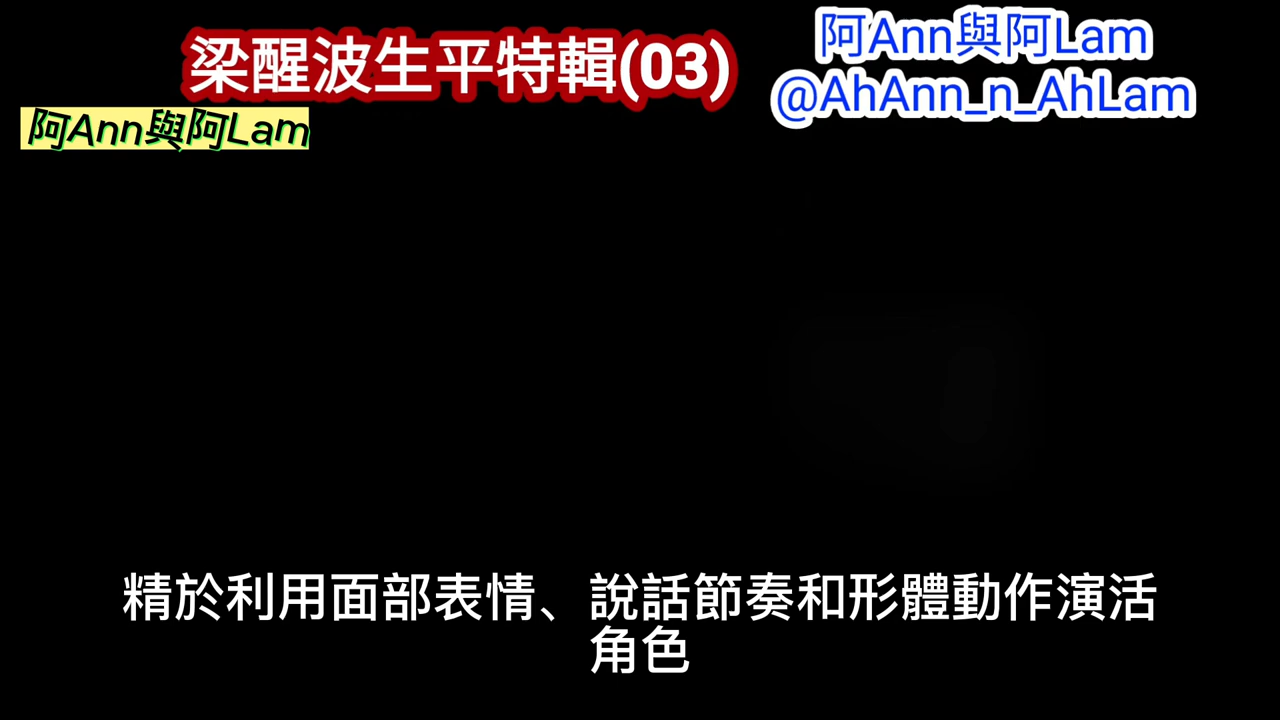 梁醒波生平特輯(03)
阿Ann與阿Lam
@AhAnn_n_AhLam
阿Ann與阿Lam
精於利用面部表情、說話節奏和形體動作演活
角色